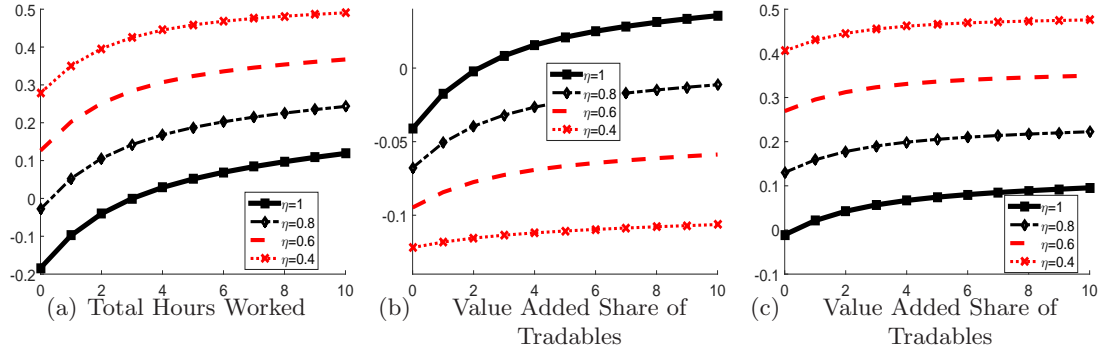 0.5
0.4
0.3
0.2
0.1
0
-0.1
-0.2
0 2 4 6 8 10
η=1
η=0.8
η=0.6
η=0.4
(a) Total Hours Worked
0
-0.05
-0.1
0 2 4 6 8 10
η=1
η=0.8
η=0.6
η=0.4
(b) Value Added Share of
Tradables
0.5
0.4
0.3
0.2
0.1
0
-0.1
0 2 4 6 8 10
η=1
η=0.8
η=0.6
η=0.4
(c) Value Added Share of
Tradables